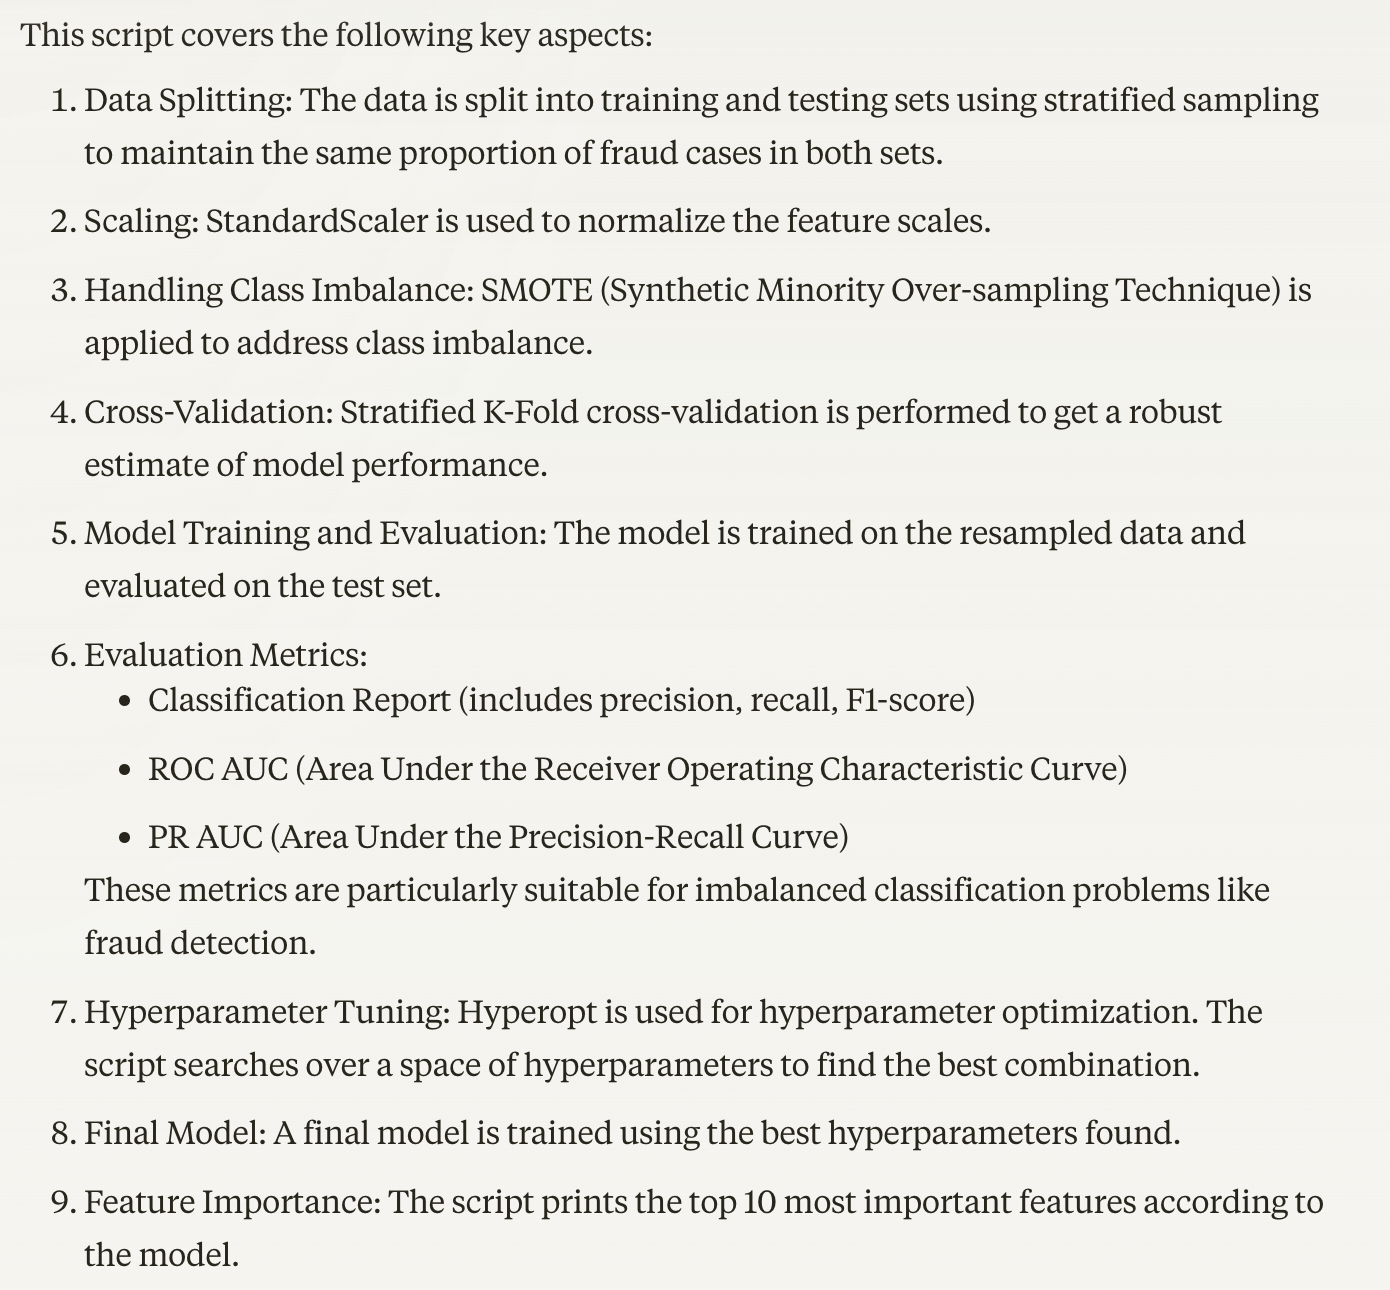 This script covers the following key aspects:
1. Data Splitting: The data is split into training and testing sets using stratified sampling
to maintain the same proportion of fraud cases in both sets.
2. Scaling: StandardScaler is used to normalize the feature scales.
3. Handling Class Imbalance: SMOTE (Synthetic Minority Over-sampling Technique) is
applied to address class imbalance.
4. Cross-Validation: Stratified K-Fold cross-validation is performed to get a robust
estimate of model performance.
5. Model Training and Evaluation: The model is trained on the resampled data and
evaluated on the test set.
6. Evaluation Metrics:
• Classification Report (includes precision, recall, F1-score)
• ROC AUC (Area Under the Receiver Operating Characteristic Curve)
• PR AUC (Area Under the Precision-Recall Curve)
These metrics are particularly suitable for imbalanced classification problems like
fraud detection.
7. Hyperparameter Tuning: Hyperopt is used for hyperparameter optimization. The
script searches over a space of hyperparameters to find the best combination.
8. Final Model: A final model is trained using the best hyperparameters found.
9. Feature Importance: The script prints the top 10 most important features according to
the model.